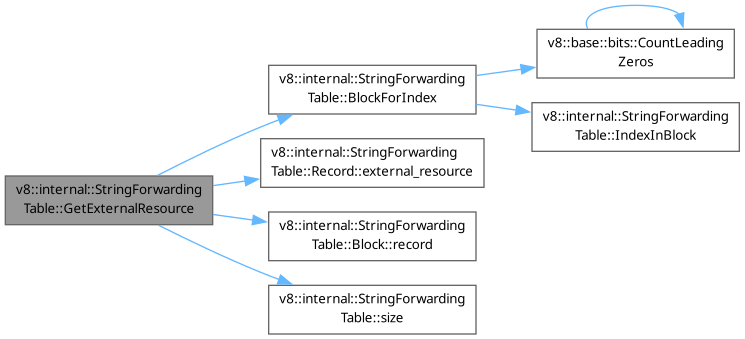 v8::base::bits::CountLeading
Zeros
v8::internal::StringForwarding
Table::BlockForIndex
v8::internal::StringForwarding
Table::IndexInBlock
v8::internal::StringForwarding
Table::Record::external_resource
v8::internal::StringForwarding
Table::GetExternalResource
v8::internal::StringForwarding
Table::Block::record
v8::internal::StringForwarding
Table::size